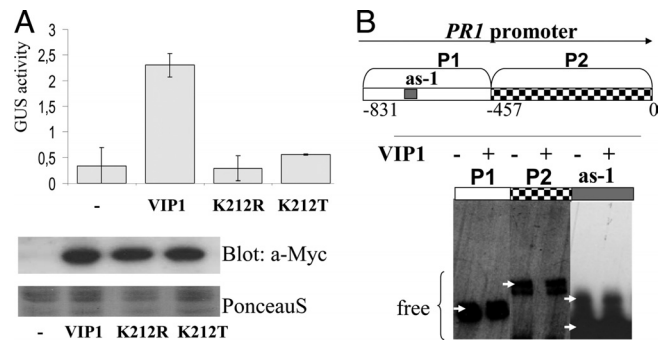 A
GUS activity
3
2,5
2
1,5
1
0,5
0
- VIP1 K212R K212T
Blot: a-Myc
PonceauS
- VIP1 K212R K212T
B
PR1 promoter
P1 P2
as-1
-831 -457 0
VIP1 - + - + - +
P1 P2 as-1
free